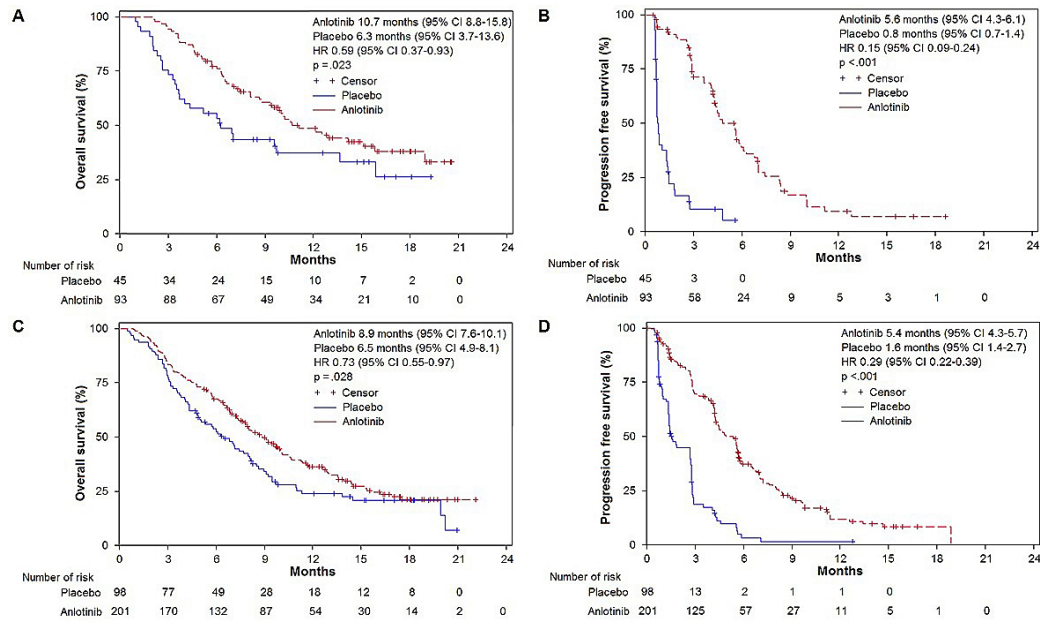 A
Anlotinib 10.7 months (95% CI 8.8-15.8)
Placebo 6.3 months (95% CI 3.7-13.6)
HR 0.59 (95% CI 0.37-0.93)
p =.023
+ + Censor
Placebo
Anlotinib
Overall survival (%)
100
75
50
25
0
0 3 6 9 12 15 18 21 24
Months
Number of risk
Placebo 45 34 24 15 10 7 2 0
Anlotinib 93 88 67 49 34 21 10 0
B
Anlotinib 5.6 months (95% CI 4.3-6.1)
Placebo 0.8 months (95% CI 0.7-1.4)
HR 0.15 (95% CI 0.09-0.24)
p <.001
+ + Censor
Placebo
Anlotinib
Progression free survival (%)
100
75
50
25
0
0 3 6 9 12 15 18 21 24
Months
Number of risk
Placebo 45 3 0
Anlotinib 93 58 24 9 5 3 1 0
C
Anlotinib 8.9 months (95% CI 7.6-10.1)
Placebo 6.5 months (95% CI 4.9-8.1)
HR 0.73 (95% CI 0.55-0.97)
p =.028
+ + Censor
Placebo
Anlotinib
Overall survival (%)
100
75
50
25
0
0 3 6 9 12 15 18 21 24
Months
Number of risk
Placebo 98 77 49 28 18 12 8 0
Anlotinib 201 170 132 87 54 30 14 2 0
D
Anlotinib 5.4 months (95% CI 4.3-5.7)
Placebo 1.6 months (95% CI 1.4-2.7)
HR 0.29 (95% CI 0.22-0.39)
p <.001
+ + Censor
Placebo
Anlotinib
Progression free survival (%)
100
75
50
25
0
0 3 6 9 12 15 18 21 24
Months
Number of risk
Placebo 98 13 2 1 1 0
Anlotinib 201 125 57 27 11 5 1 0